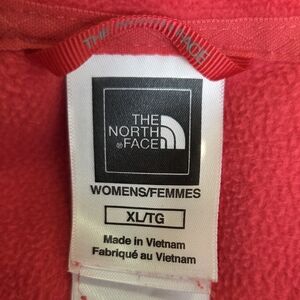 THE NORTH FACE
THE
NORTH
®FACE
WOMENS/FEMMES
XL/TG
Made in Vietnam
Fabriqué au Vietnam